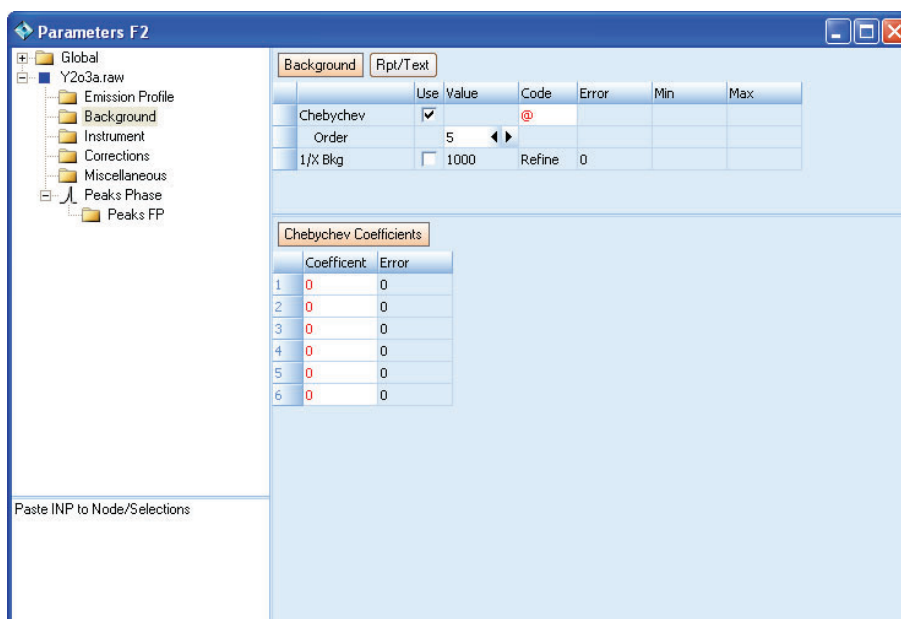 Parameters F2
Global
Y2o3a.raw
Emission Profile
Background
Instrument
Corrections
Miscellaneous
Peaks Phase
Peaks FP
Paste INP to Node/Selections
Background Rpt/Text
Use Value Code Error Min Max
Chebychev @
Order 5
1/X Bkg 1000 Refine 0
Chebychev Coefficients
Coefficent Error
1 0 0
2 0 0
3 0 0
4 0 0
5 0 0
6 0 0